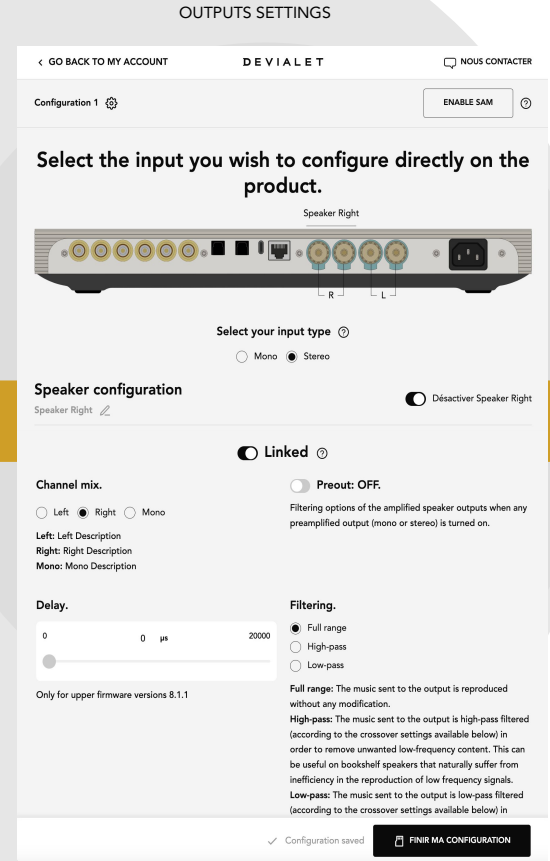 OUTPUTS SETTINGS
< GO BACK TO MY ACCOUNT
DEVIALET
NOUS CONTACTER
Configuration 1
ENABLE SAM
?
Select the input you wish to configure directly on the
product.
Speaker Right
R
L
Select your input type ?
Mono
Stereo
Speaker configuration
Speaker Right
Désactiver Speaker Right
Linked ?
Channel mix.
Left
Right
Mono
Left: Left Description
Right: Right Description
Mono: Mono Description
Preout: OFF.
Filtering options of the amplified speaker outputs when any
preamplified output (mono or stereo) is turned on.
Delay.
0
0 µs
20000
Only for upper firmware versions 8.1.1
Filtering.
Full range
High-pass
Low-pass
Full range: The music sent to the output is reproduced
without any modification.
High-pass: The music sent to the output is high-pass filtered
(according to the crossover settings available below) in
order to remove unwanted low-frequency content. This can
be useful on bookshelf speakers that naturally suffer from
inefficiency in the reproduction of low frequency signals.
Low-pass: The music sent to the output is low-pass filtered
(according to the crossover settings available below) in
Configuration saved
FINIR MA CONFIGURATION